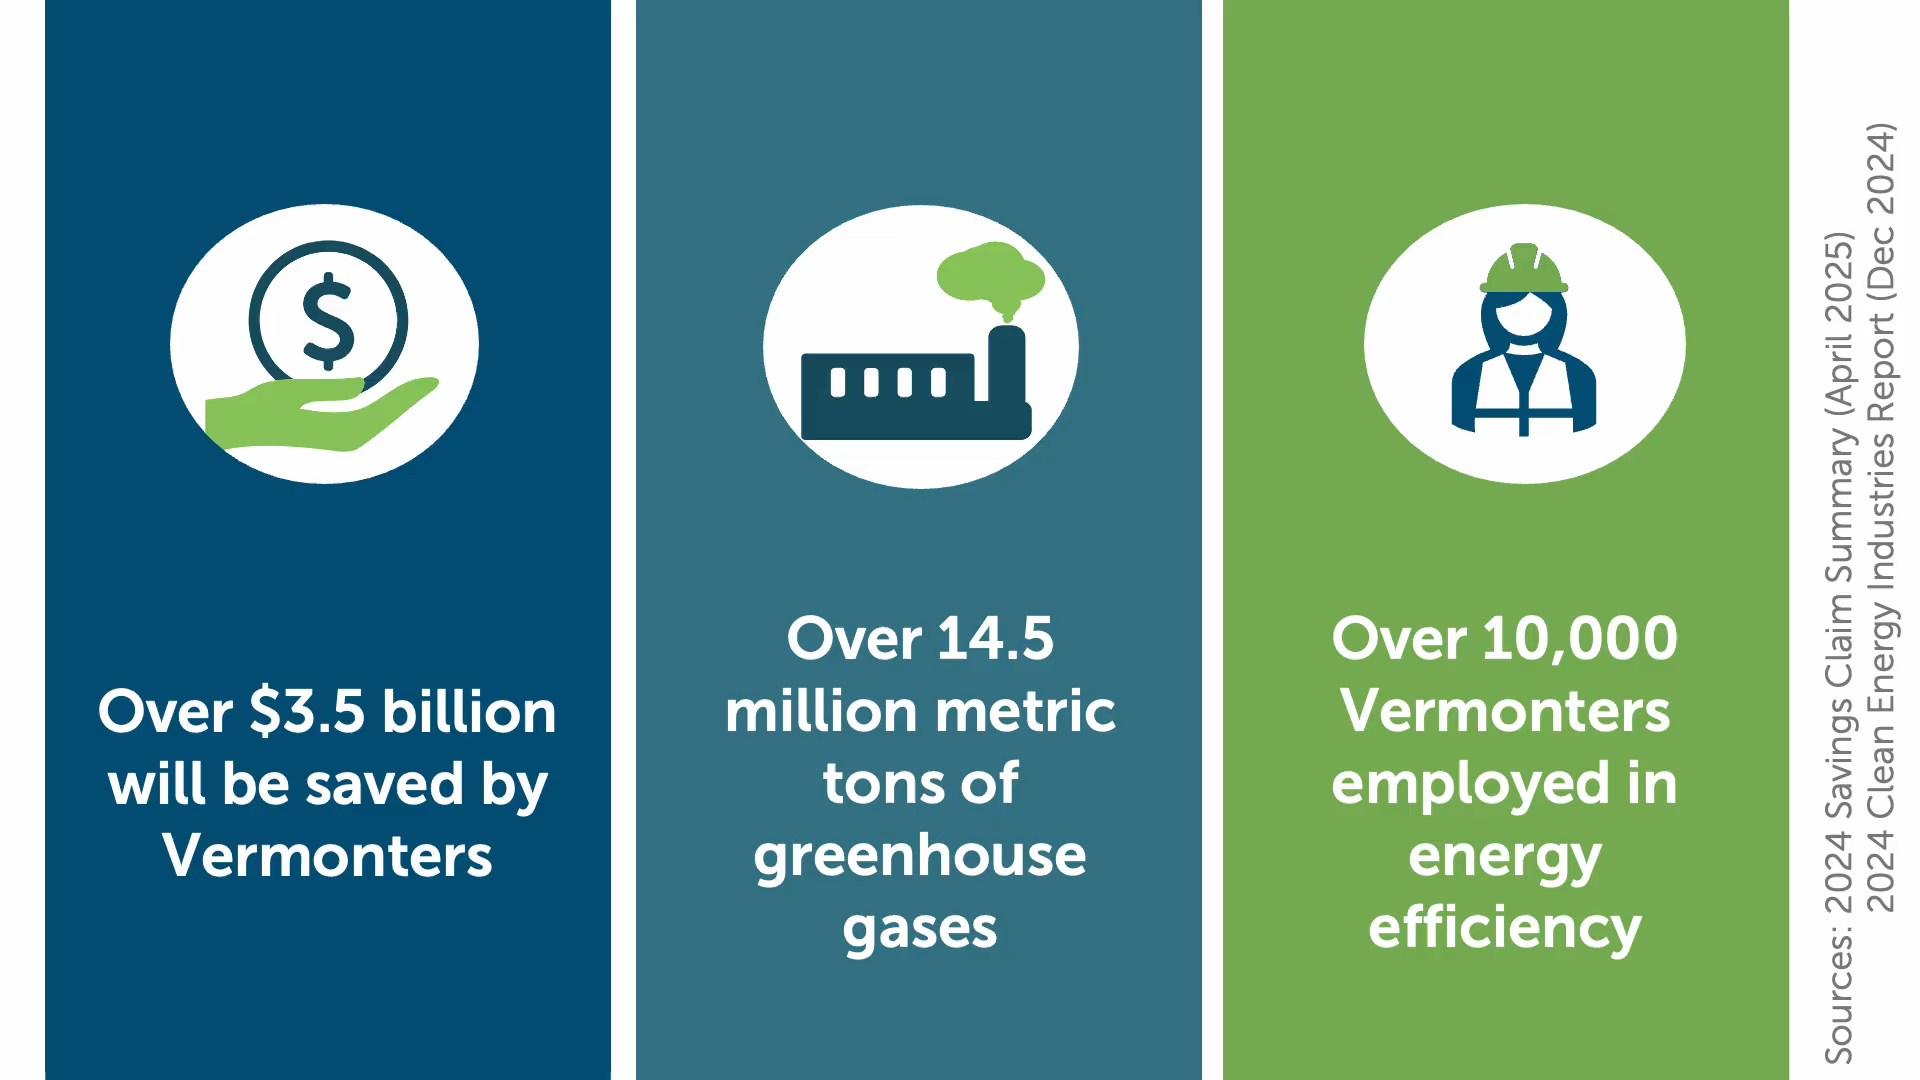 $
Over $3.5 billion
will be saved by
Vermonters
Over 14.5
million metric
tons of
greenhouse
gases
Over 10,000
Vermonters
employed in
energy
efficiency
Sources: 2024 Savings Claim Summary (April 2025)
2024 Clean Energy Industries Report (Dec 2024)